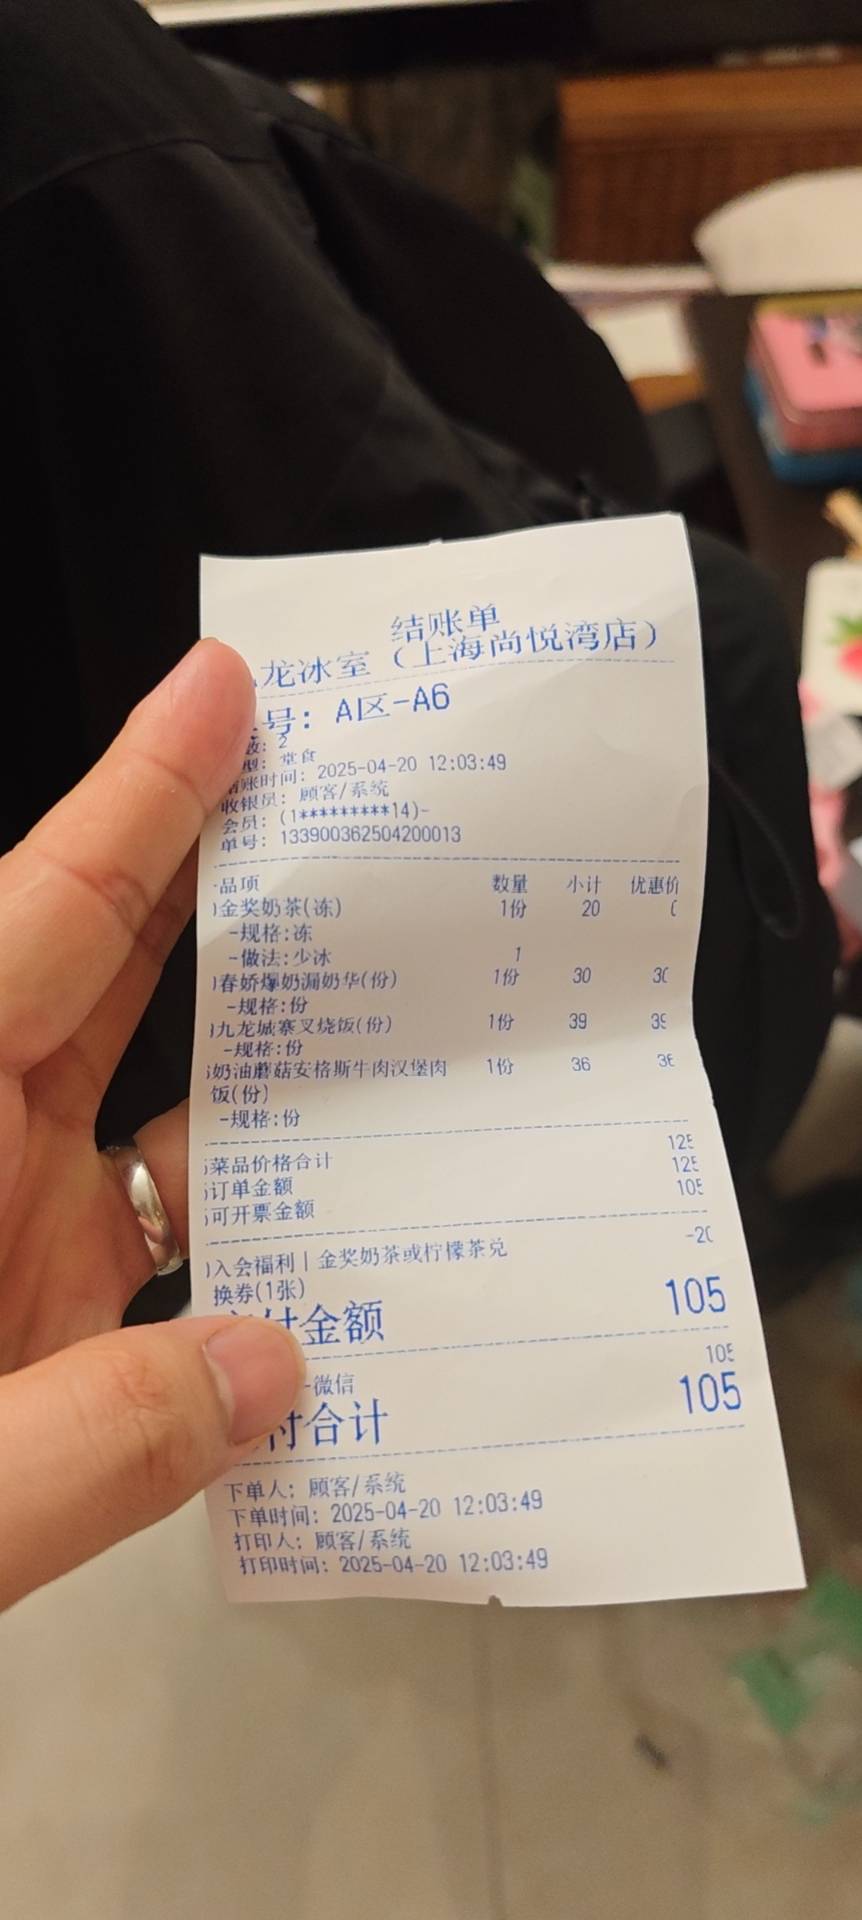 结账单
龙冰室（上海尚悦湾店）
号: A区-A6
数: 2
型: 堂食
结账时间: 2025-04-20 12:03:49
收银员: 顾客/系统
会员: (1*********14)-
单号: 133900362504200013
品项 数量 小计 优惠价
金奖奶茶(冻) 1份 20
-规格:冻
-做法:少冰 1
春娇爆奶漏奶华(份) 1份 30 30
-规格:份
九龙城寨叉烧饭(份) 1份 39 39
-规格:份
奶油蘑菇安格斯牛肉汉堡肉 1份 36 36
饭(份)
-规格:份
菜品价格合计 125
订单金额 125
可开票金额 105
入会福利|金奖奶茶或柠檬茶兑 -20
换券(1张)
付金额 105
-微信 105
付合计 105
下单人: 顾客/系统
下单时间: 2025-04-20 12:03:49
打印人: 顾客/系统
打印时间: 2025-04-20 12:03:49